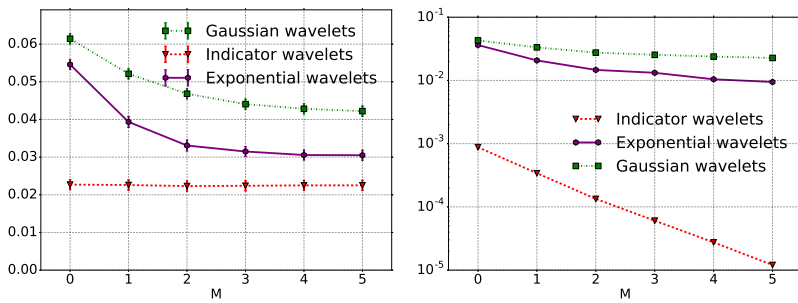 0.06
0.05
0.04
0.03
0.02
0.01
0.00
Gaussian wavelets
Indicator wavelets
Exponential wavelets
0 1 2 3 4 5
M
10^-1
10^-2
10^-3
10^-4
10^-5
Indicator wavelets
Exponential wavelets
Gaussian wavelets
0 1 2 3 4 5
M